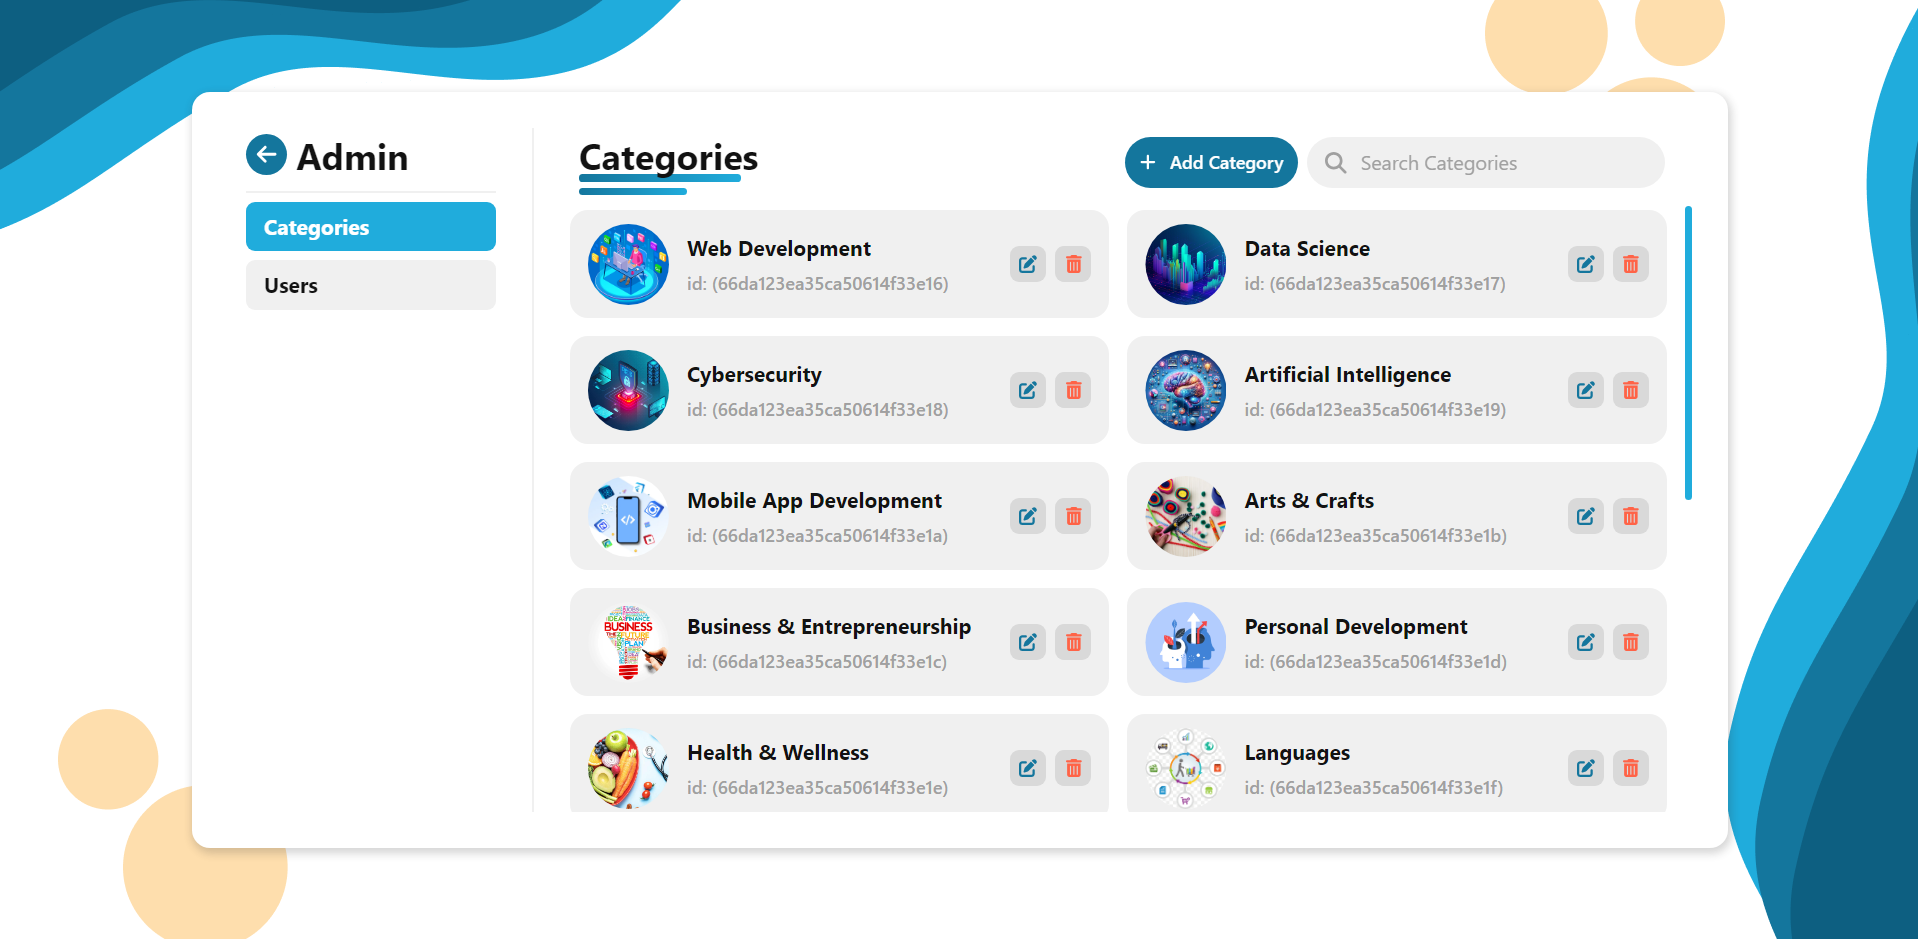 Admin
Categories
Users
Categories
Add Category
Search Categories
Web Development
id: (66da123ea35ca50614f33e16)
Data Science
id: (66da123ea35ca50614f33e17)
Cybersecurity
id: (66da123ea35ca50614f33e18)
Artificial Intelligence
id: (66da123ea35ca50614f33e19)
Mobile App Development
id: (66da123ea35ca50614f33e1a)
</>
Arts & Crafts
id: (66da123ea35ca50614f33e1b)
BUSINESS
PLAN
Business & Entrepreneurship
id: (66da123ea35ca50614f33e1c)
Personal Development
id: (66da123ea35ca50614f33e1d)
Health & Wellness
id: (66da123ea35ca50614f33e1e)
Languages
id: (66da123ea35ca50614f33e1f)